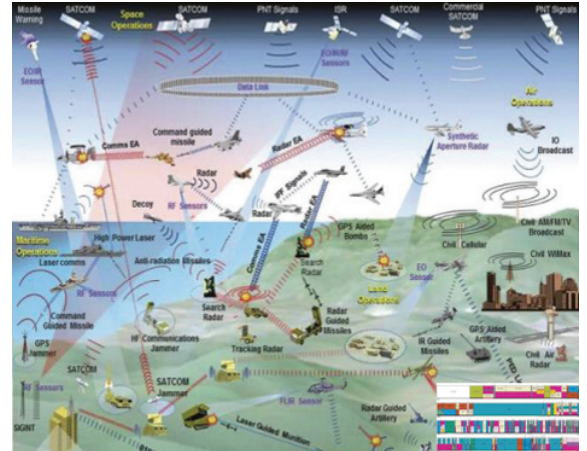 Missile
Warning
SATCOM
Space
Operations
SATCOM
PNT Signals
ISR
Commercial
SATCOM
PNT Signals
EO/IR
Sensor
EO/IR/RF
Sensors
Data Link
Air
Operations
Comms EA
Command guided
missile
Radar EA
Synthetic
Aperture Radar
IO
Broadcast
Radar
RF Sensors
IFF Signals
Decoy
Radar
Radar EA
Maritime
Operations
High Power Laser
Laser comms
Anti-radiation Missiles
Comms EA
GPS Aided
Bombs
Civil Cellular
Civil AM/FM/TV
Broadcast
Civil WiMax
RF Sensors
Search
Radar
EO Sensor
Land
Operations
Command
Guided Missile
Search
Radar
Radar
Guided
Missiles
GPS
Jammer
HF Communications
Jammer
Tracking Radar
IR Guided
Missiles
GPS Aided
Artillery
Civil Air
Radar
RF Sensors
SATCOM
SATCOM
Jammer
FLIR Sensor
Radar Guided
Artillery
SIGINT
Laser Guided Munition